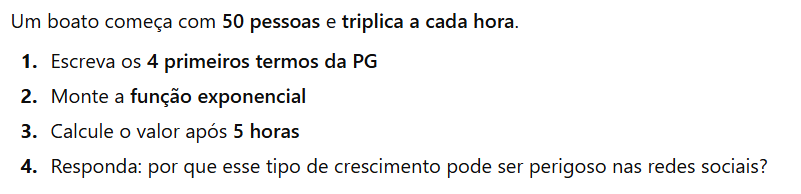 Um boato começa com 50 pessoas e triplica a cada hora.
1. Escreva os 4 primeiros termos da PG
2. Monte a função exponencial
3. Calcule o valor após 5 horas
4. Responda: por que esse tipo de crescimento pode ser perigoso nas redes sociais?